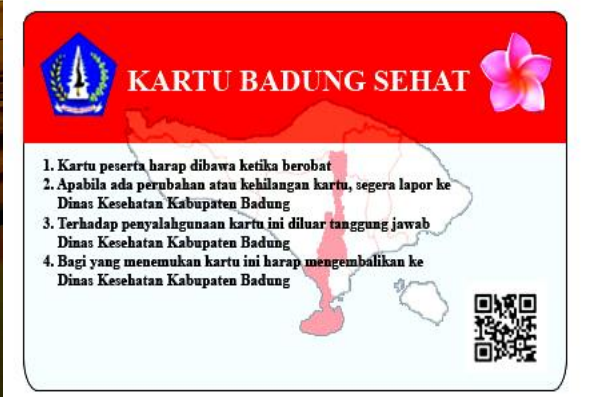 KARTU BADUNG SEHAT
1. Kartu peserta harap dibawa ketika berobat
2. Apabila ada perubahan atau kehilangan kartu, segera lapor ke
Dinas Kesehatan Kabupaten Badung
3. Terhadap penyalahgunaan kartu ini diluar tanggung jawab
Dinas Kesehatan Kabupaten Badung
4. Bagi yang menemukan kartu ini harap mengembalikan ke
Dinas Kesehatan Kabupaten Badung